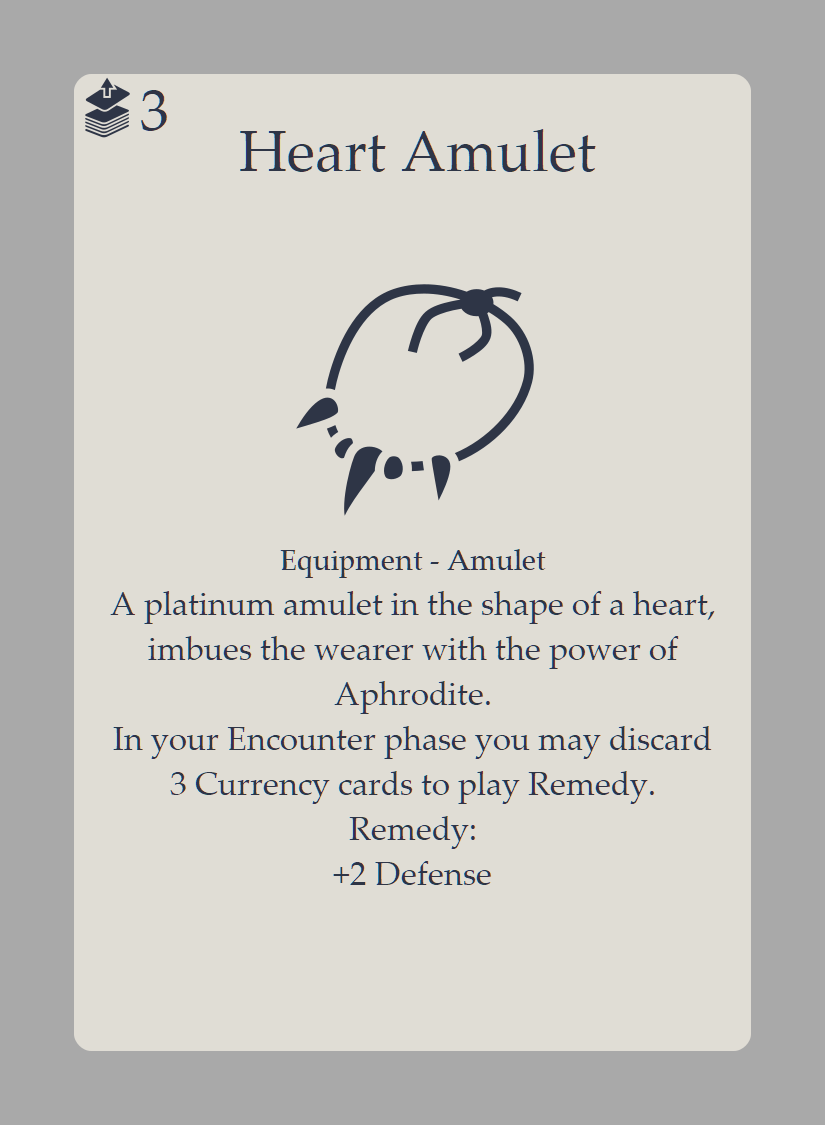 3
Heart Amulet
Equipment - Amulet
A platinum amulet in the shape of a heart,
imbues the wearer with the power of
Aphrodite.
In your Encounter phase you may discard
3 Currency cards to play Remedy.
Remedy:
+2 Defense